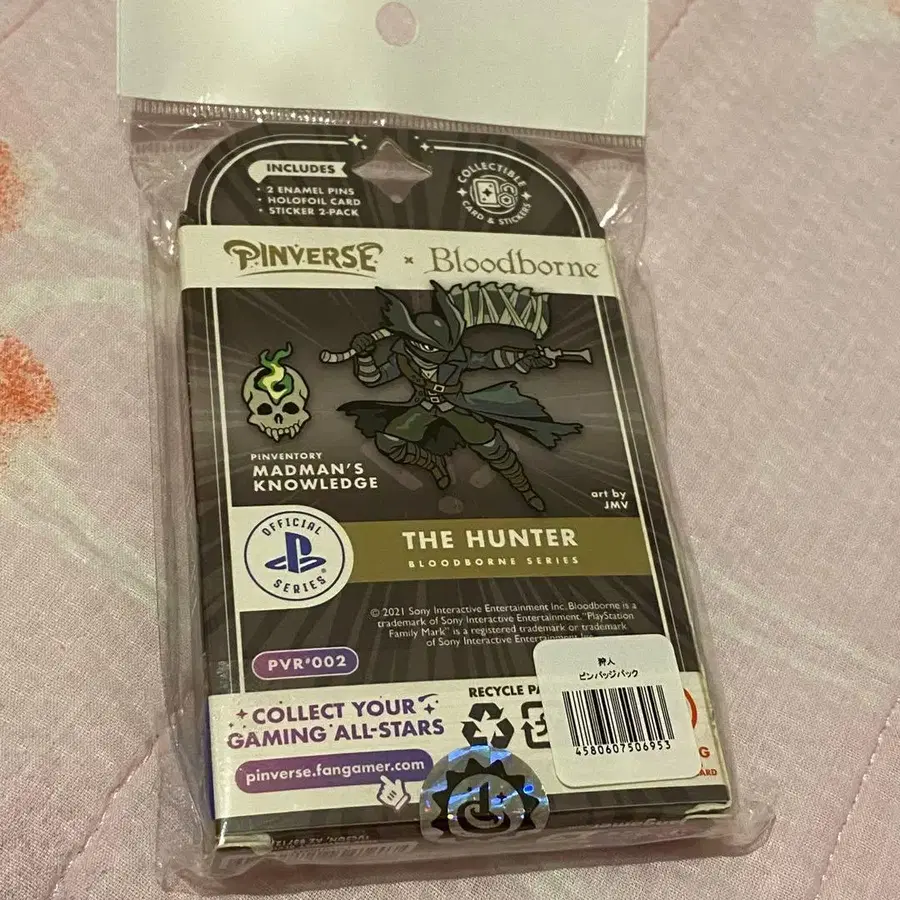 INCLUDES
• 2 ENAMEL PINS
• HOLOFOIL CARD
• STICKER 2-PACK
COLLECTIBLE
CARD & STICKERS
PINVERSE × Bloodborne
PINVENTORY
MADMAN'S
KNOWLEDGE
art by
JMV
OFFICIAL
SERIES
THE HUNTER
BLOODBORNE SERIES
© 2021 Sony Interactive Entertainment Inc. Bloodborne is a
trademark of Sony Interactive Entertainment. "PlayStation
Family Mark" is a registered trademark or trademark
of Sony Interactive Entertainment Inc.
PVR#002
狩人
ピンバッジパック
4580607506953
COLLECT YOUR
GAMING ALL-STARS
RECYCLE
pinverse.fangamer.com